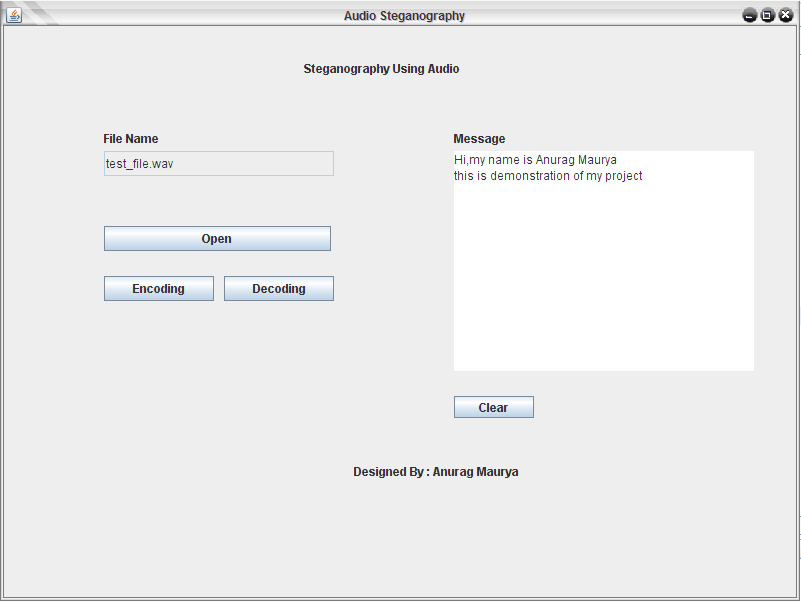 Audio Steganography
Steganography Using Audio
File Name
test_file.wav
Open
Encoding
Decoding
Message
Hi,my name is Anurag Maurya
this is demonstration of my project
Clear
Designed By : Anurag Maurya